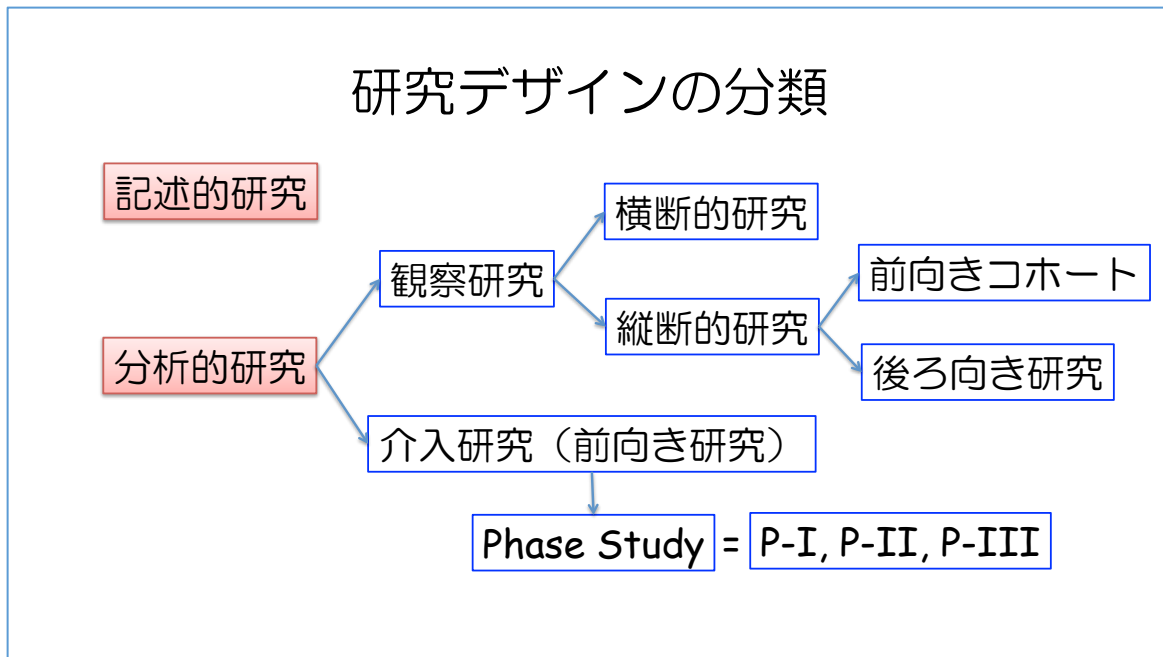 研究デザインの分類
記述的研究
横断的研究
観察研究
前向きコホート
縦断的研究
分析的研究
後ろ向き研究
介入研究（前向き研究）
Phase Study = P-I, P-II, P-III